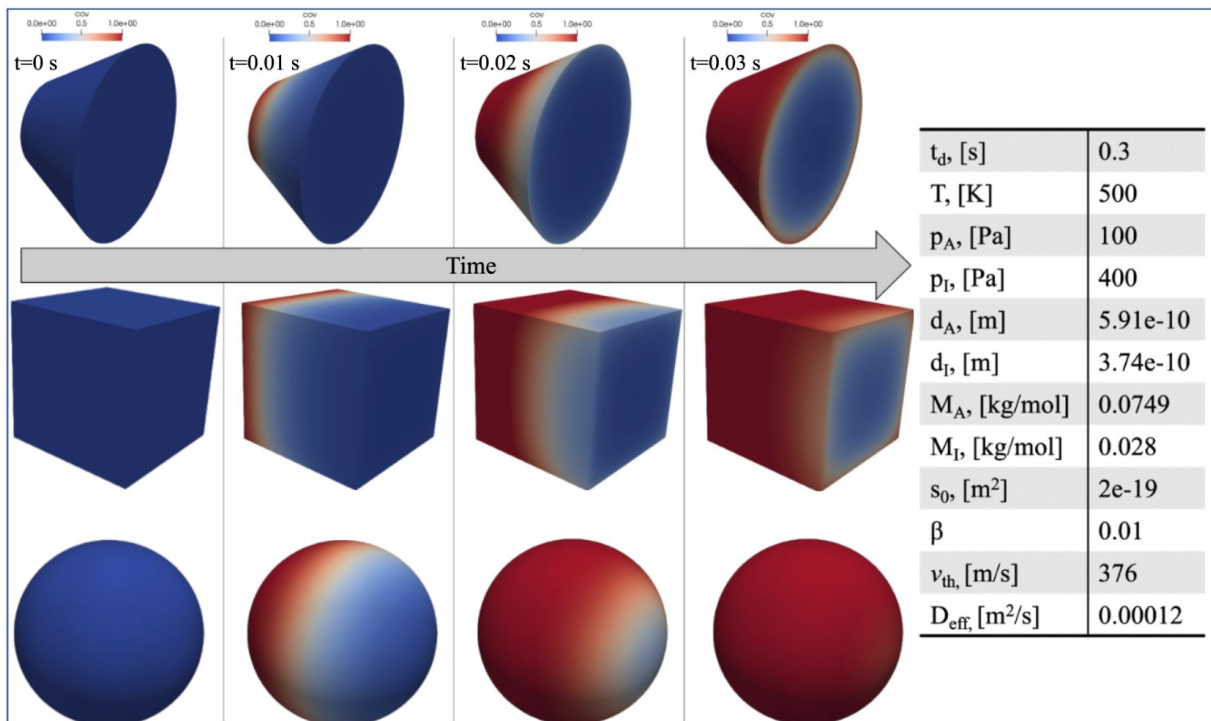 cov cov cov cov
0.0e+00 0.5 1.0e+00 0.0e+00 0.5 1.0e+00 0.0e+00 0.5 1.0e+00 0.0e+00 0.5 1.0e+00
t=0 s t=0.01 s t=0.02 s t=0.03 s
Time
t_d, [s] 0.3
T, [K] 500
p_A, [Pa] 100
p_I, [Pa] 400
d_A, [m] 5.91e-10
d_I, [m] 3.74e-10
M_A, [kg/mol] 0.0749
M_I, [kg/mol] 0.028
s_0, [m²] 2e-19
β 0.01
v_th, [m/s] 376
D_eff, [m²/s] 0.00012